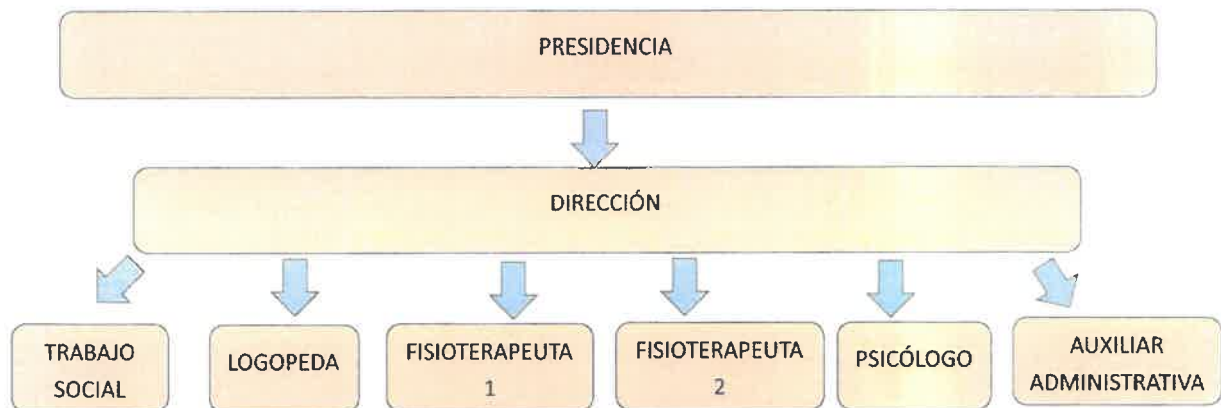 PRESIDENCIA
DIRECCIÓN
TRABAJO
SOCIAL
LOGOPEDA
FISIOTERAPEUTA
1
FISIOTERAPEUTA
2
PSICÓLOGO
AUXILIAR
ADMINISTRATIVA